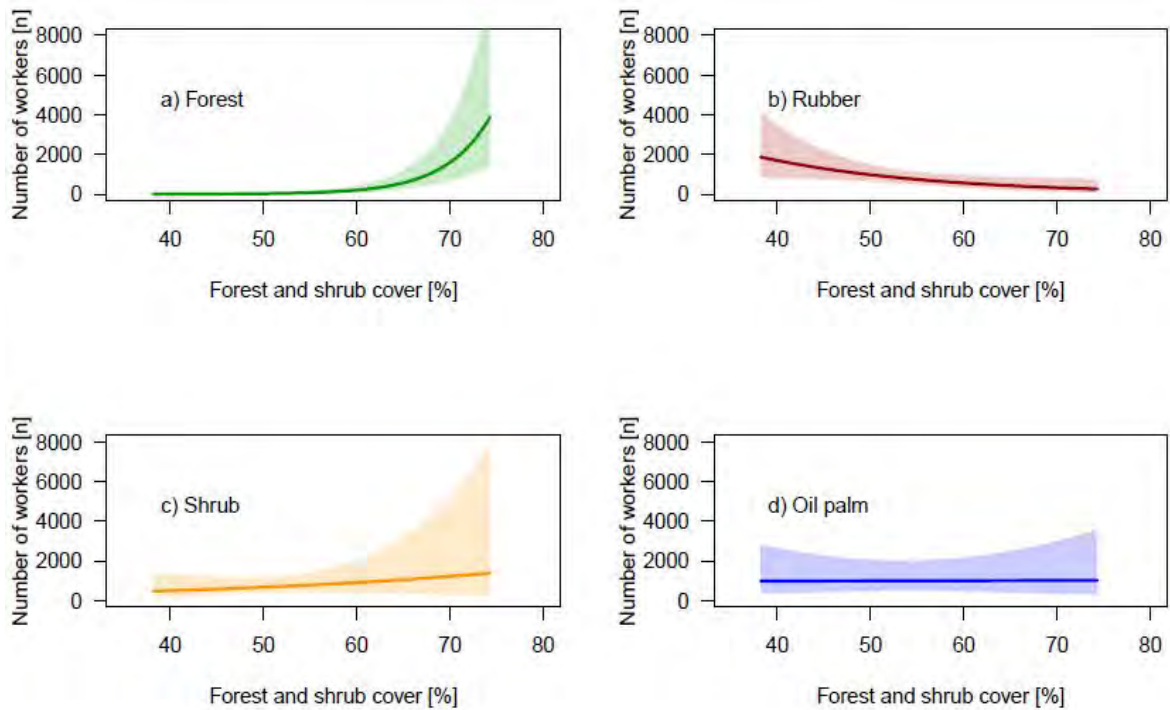 Number of workers [n]
8000
6000
4000
2000
0
a) Forest
40 50 60 70 80
Forest and shrub cover [%]
Number of workers [n]
8000
6000
4000
2000
0
b) Rubber
40 50 60 70 80
Forest and shrub cover [%]
Number of workers [n]
8000
6000
4000
2000
0
c) Shrub
40 50 60 70 80
Forest and shrub cover [%]
Number of workers [n]
8000
6000
4000
2000
0
d) Oil palm
40 50 60 70 80
Forest and shrub cover [%]